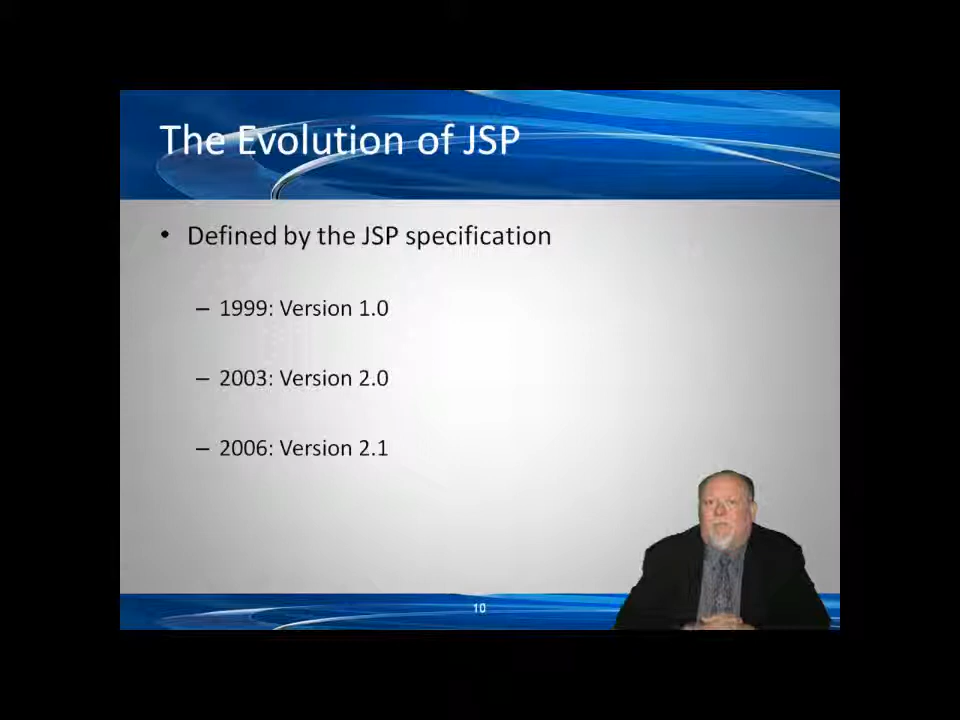 The Evolution of JSP
• Defined by the JSP specification
– 1999: Version 1.0
– 2003: Version 2.0
– 2006: Version 2.1
10